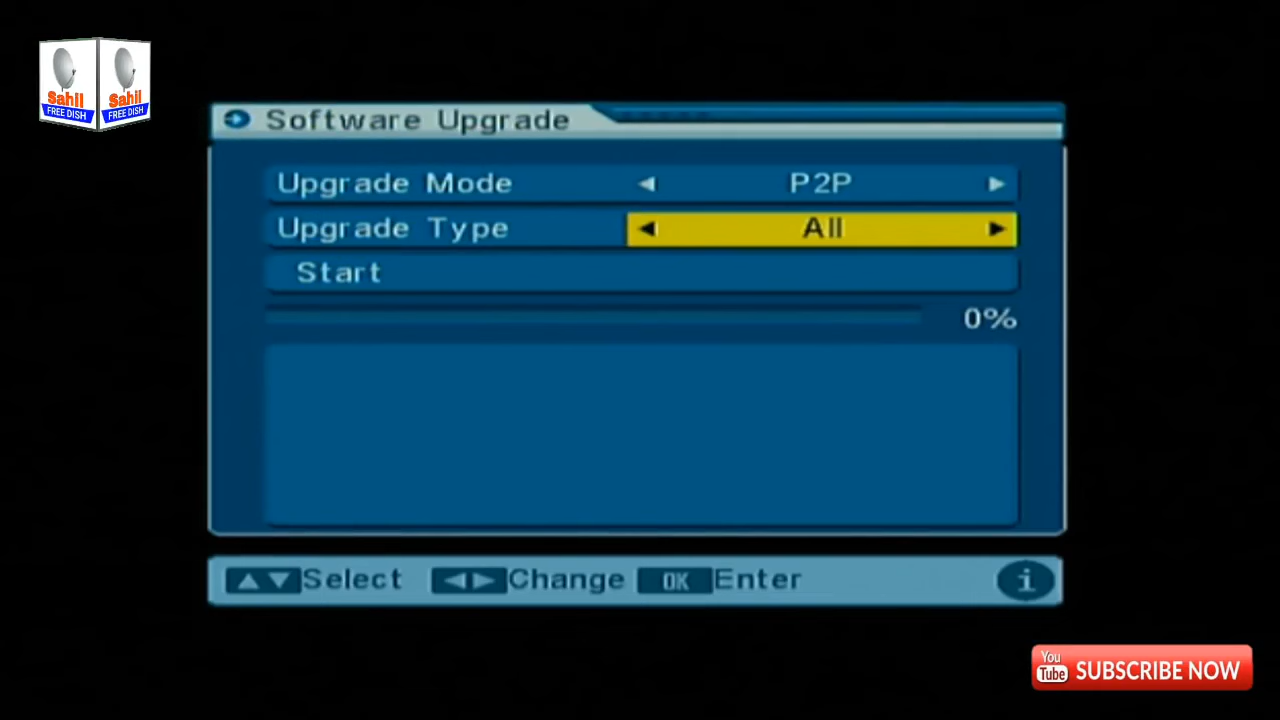 Sahil Sahil
FREE DISH FREE DISH
Software Upgrade
Upgrade Mode P2P
Upgrade Type All
Start
0%
Select Change OK Enter i
You
Tube SUBSCRIBE NOW